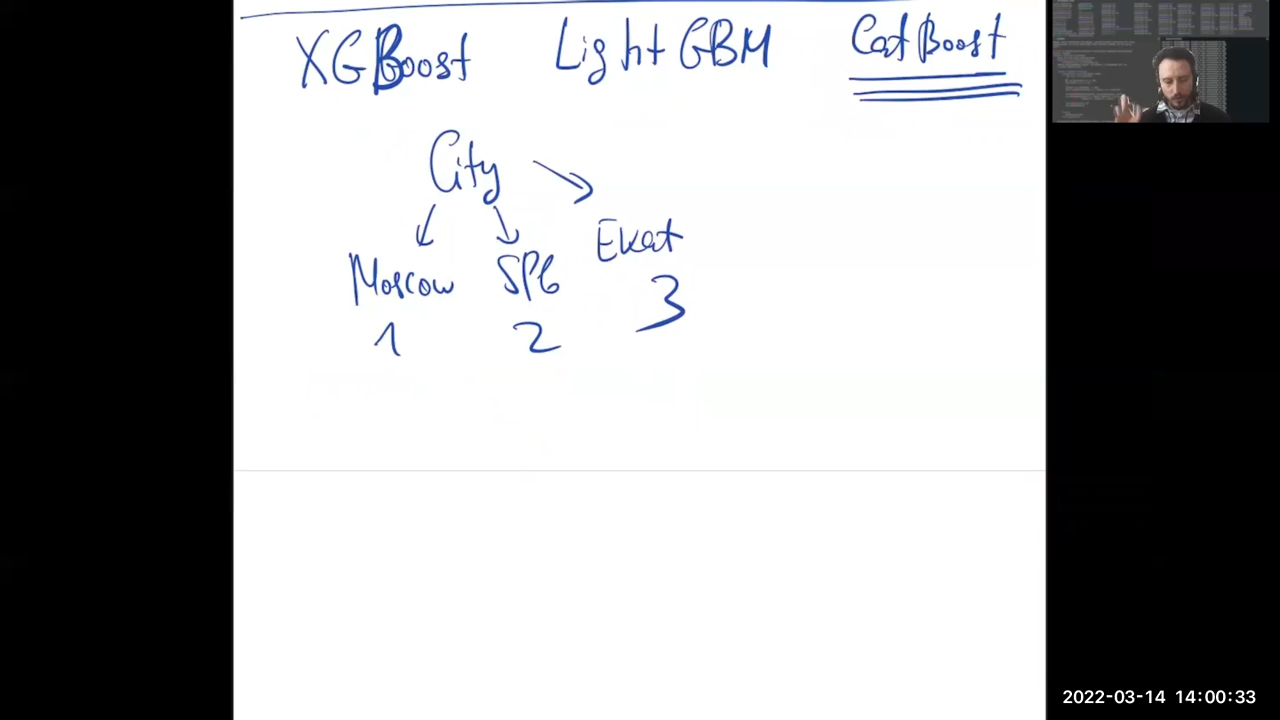 XGBoost LightGBM CatBoost
City
Moscow SPb Ekat
1 2 3
2022-03-14 14:00:33